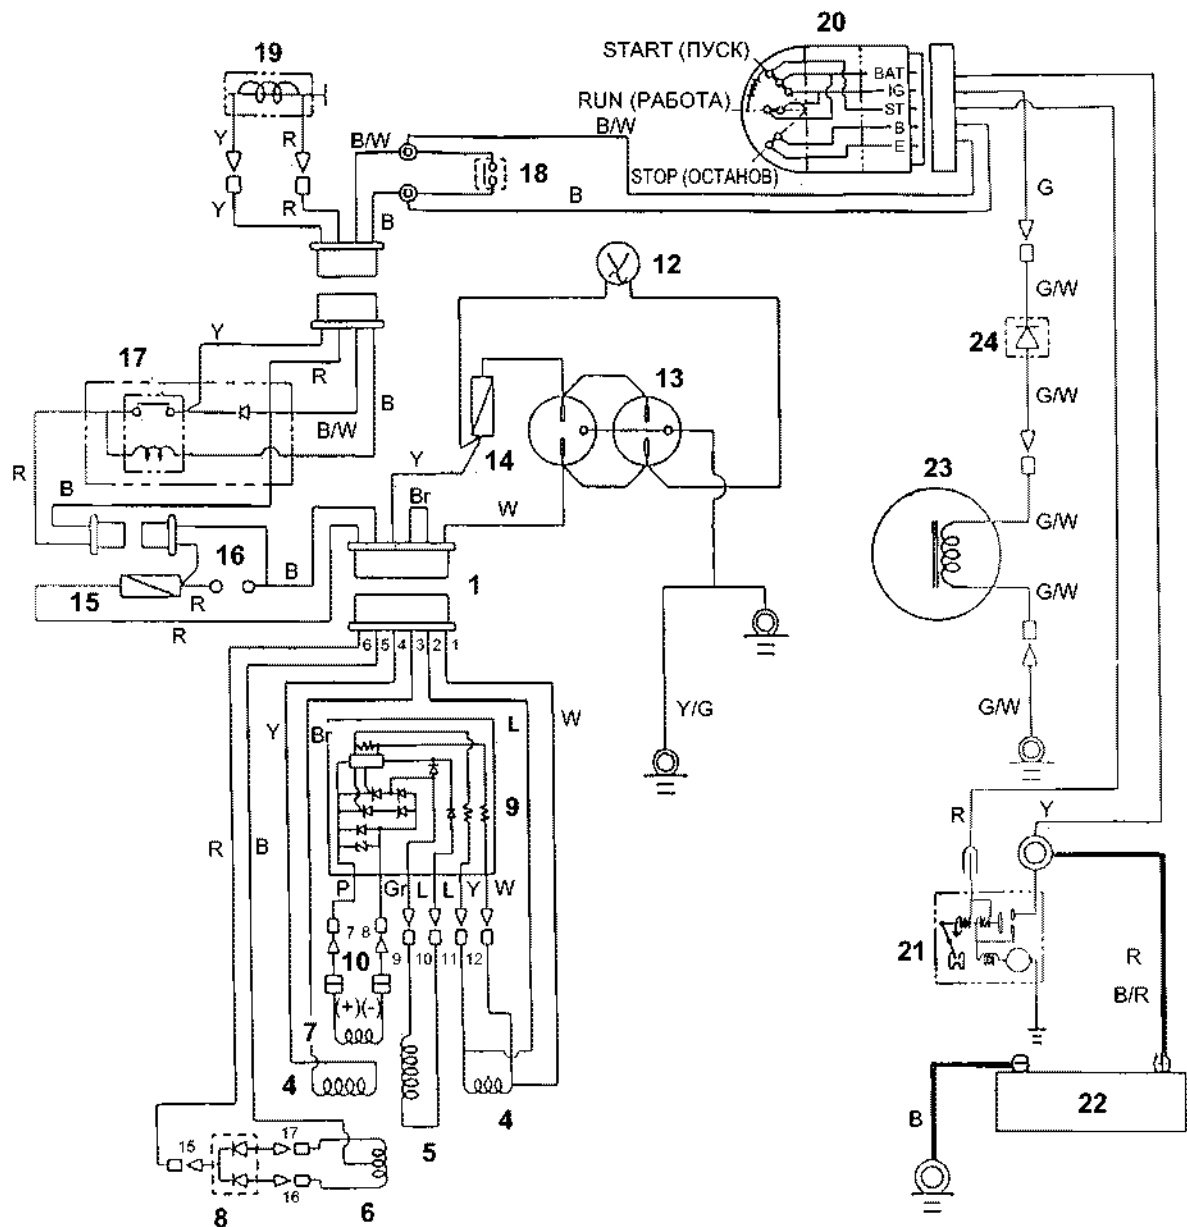 20
19
START (ПУСК)
BAT
IG
RUN (РАБОТА)
ST
B/W
B
Y
R
B/W
E
18
STOP (ОСТАНОВ)
G
Y
R
B
B
12
G/W
Y
24
17
R
13
B
G/W
B/W
14
23
R
Y
B
Br
W
G/W
16
B
1
G/W
15
R
R
6 5 4 3 2 1
Y/G
G/W
Y
Br
L
W
9
R
Y
R
B
P
Gr
L
L
Y
W
7
8
10
9
10
11
12
21
R
B/R
(+)
(-)
7
4
4
22
B
5
15
17
16
6
8